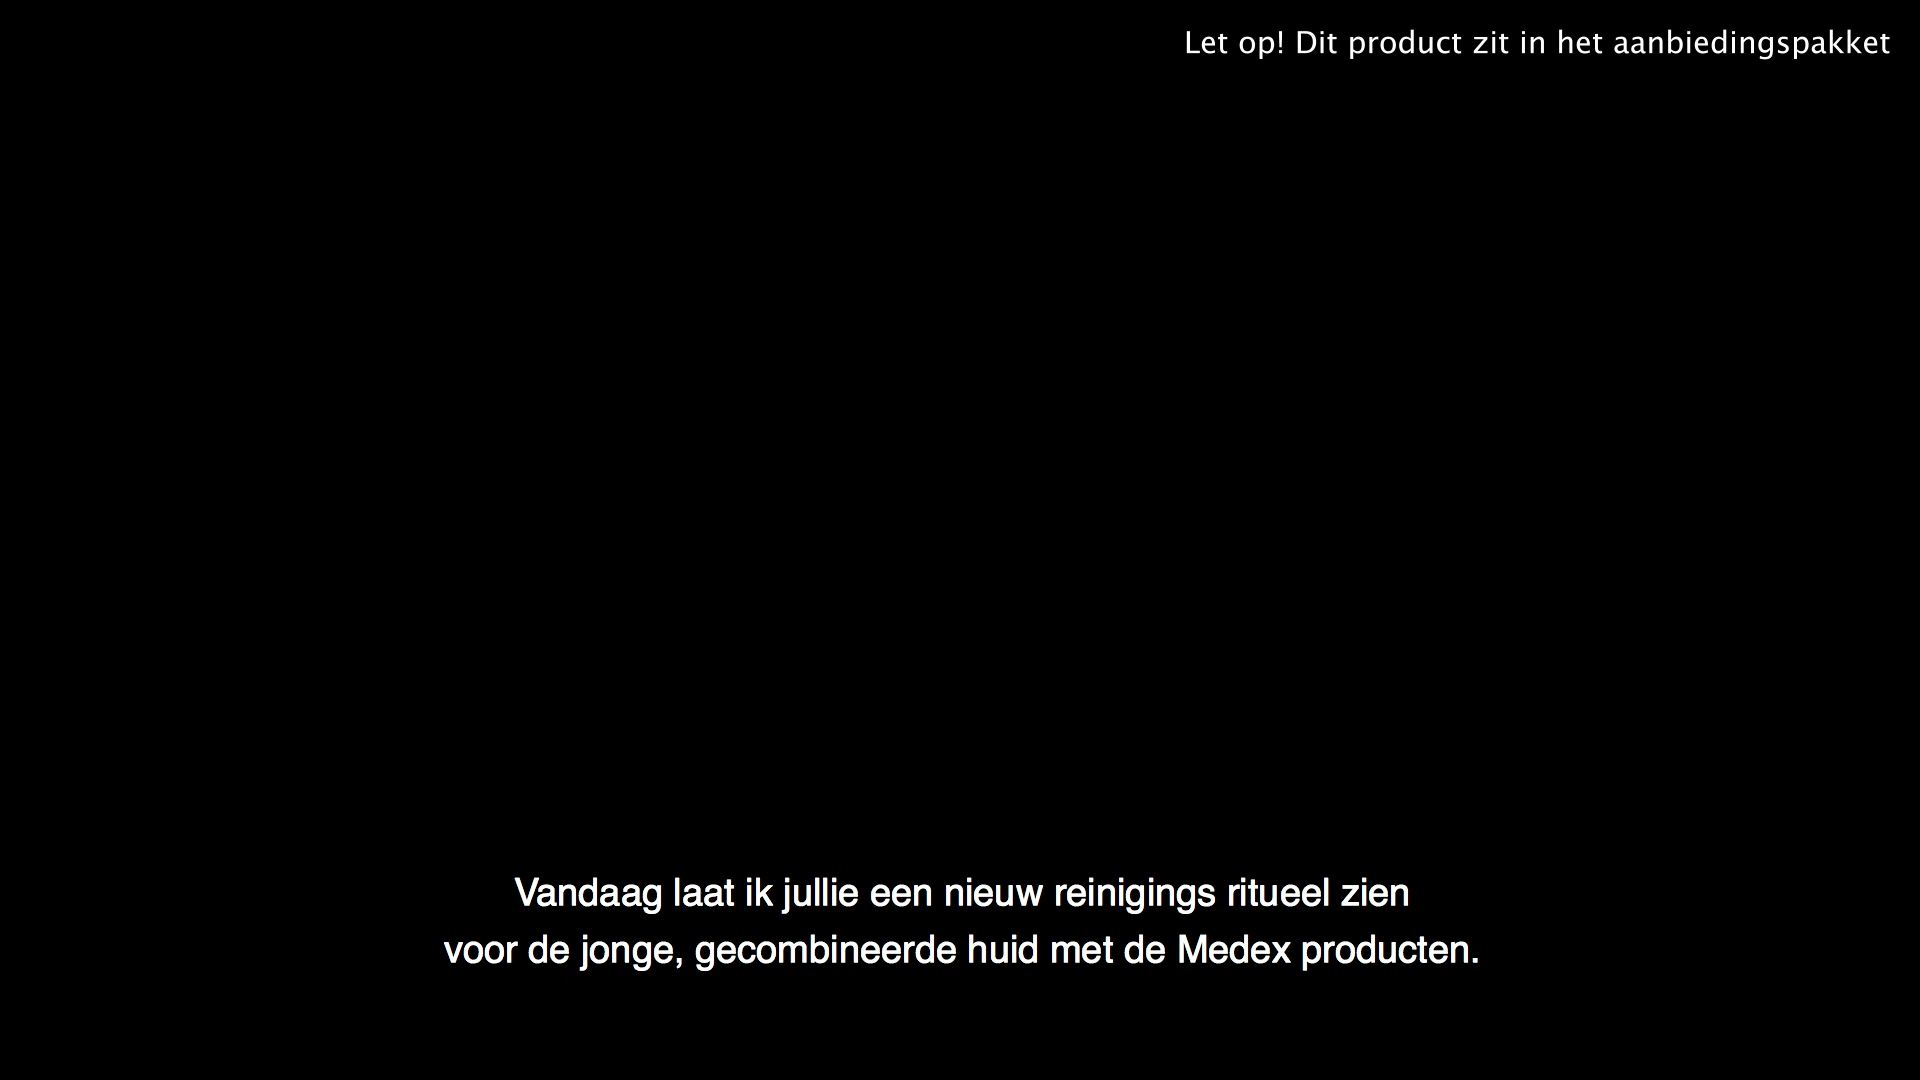 Let op! Dit product zit in het aanbiedingspakket
Vandaag laat ik jullie een nieuw reinigings ritueel zien
voor de jonge, gecombineerde huid met de Medex producten.